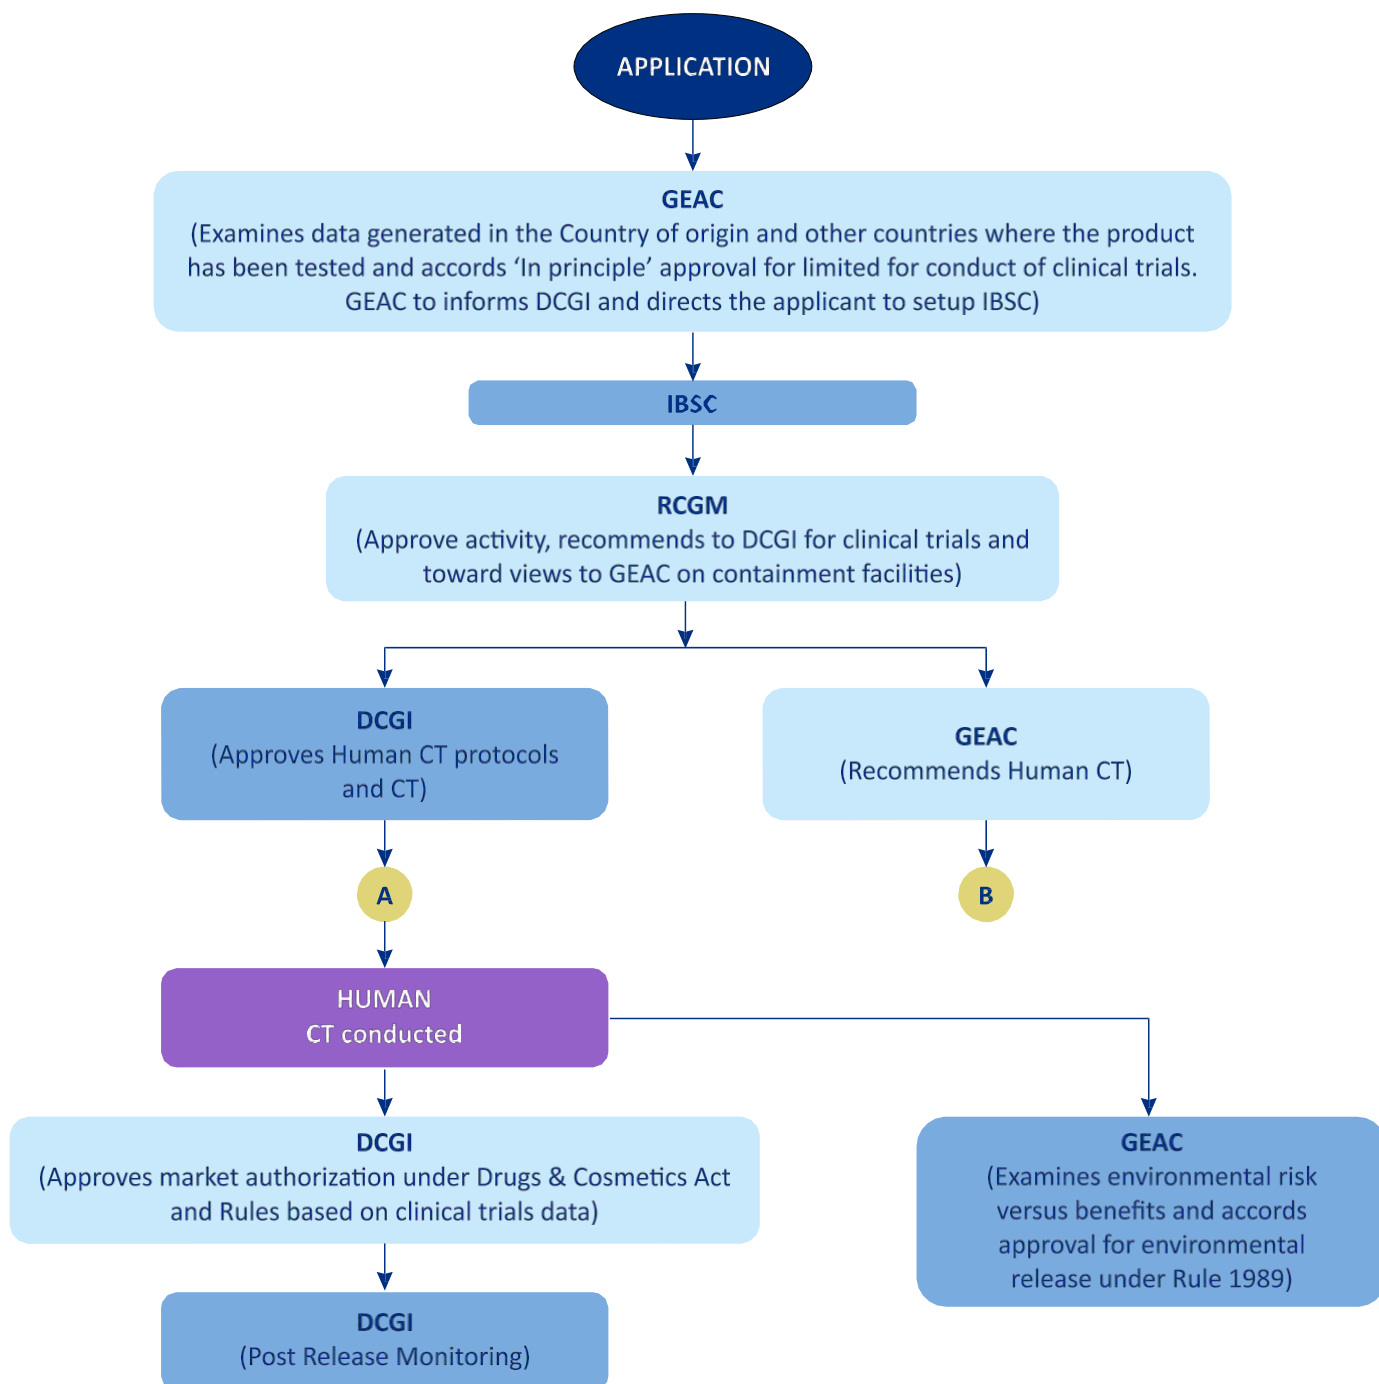 APPLICATION
GEAC
(Examines data generated in the Country of origin and other countries where the product
has been tested and accords ‘In principle’ approval for limited for conduct of clinical trials.
GEAC to informs DCGI and directs the applicant to setup IBSC)
IBSC
RCGM
(Approve activity, recommends to DCGI for clinical trials and
toward views to GEAC on containment facilities)
DCGI
(Approves Human CT protocols
and CT)
GEAC
(Recommends Human CT)
A
B
HUMAN
CT conducted
DCGI
(Approves market authorization under Drugs & Cosmetics Act
and Rules based on clinical trials data)
GEAC
(Examines environmental risk
versus benefits and accords
approval for environmental
release under Rule 1989)
DCGI
(Post Release Monitoring)